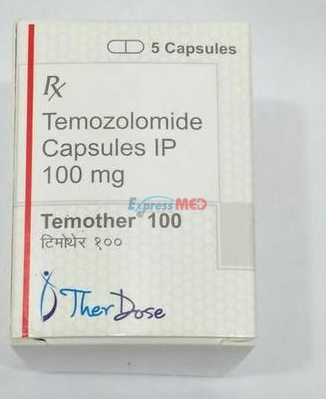 5 Capsules
Rx
Temozolomide
Capsules IP
100 mg
ExpressMED
Temother® 100
टिमोथेर १००
TherDose